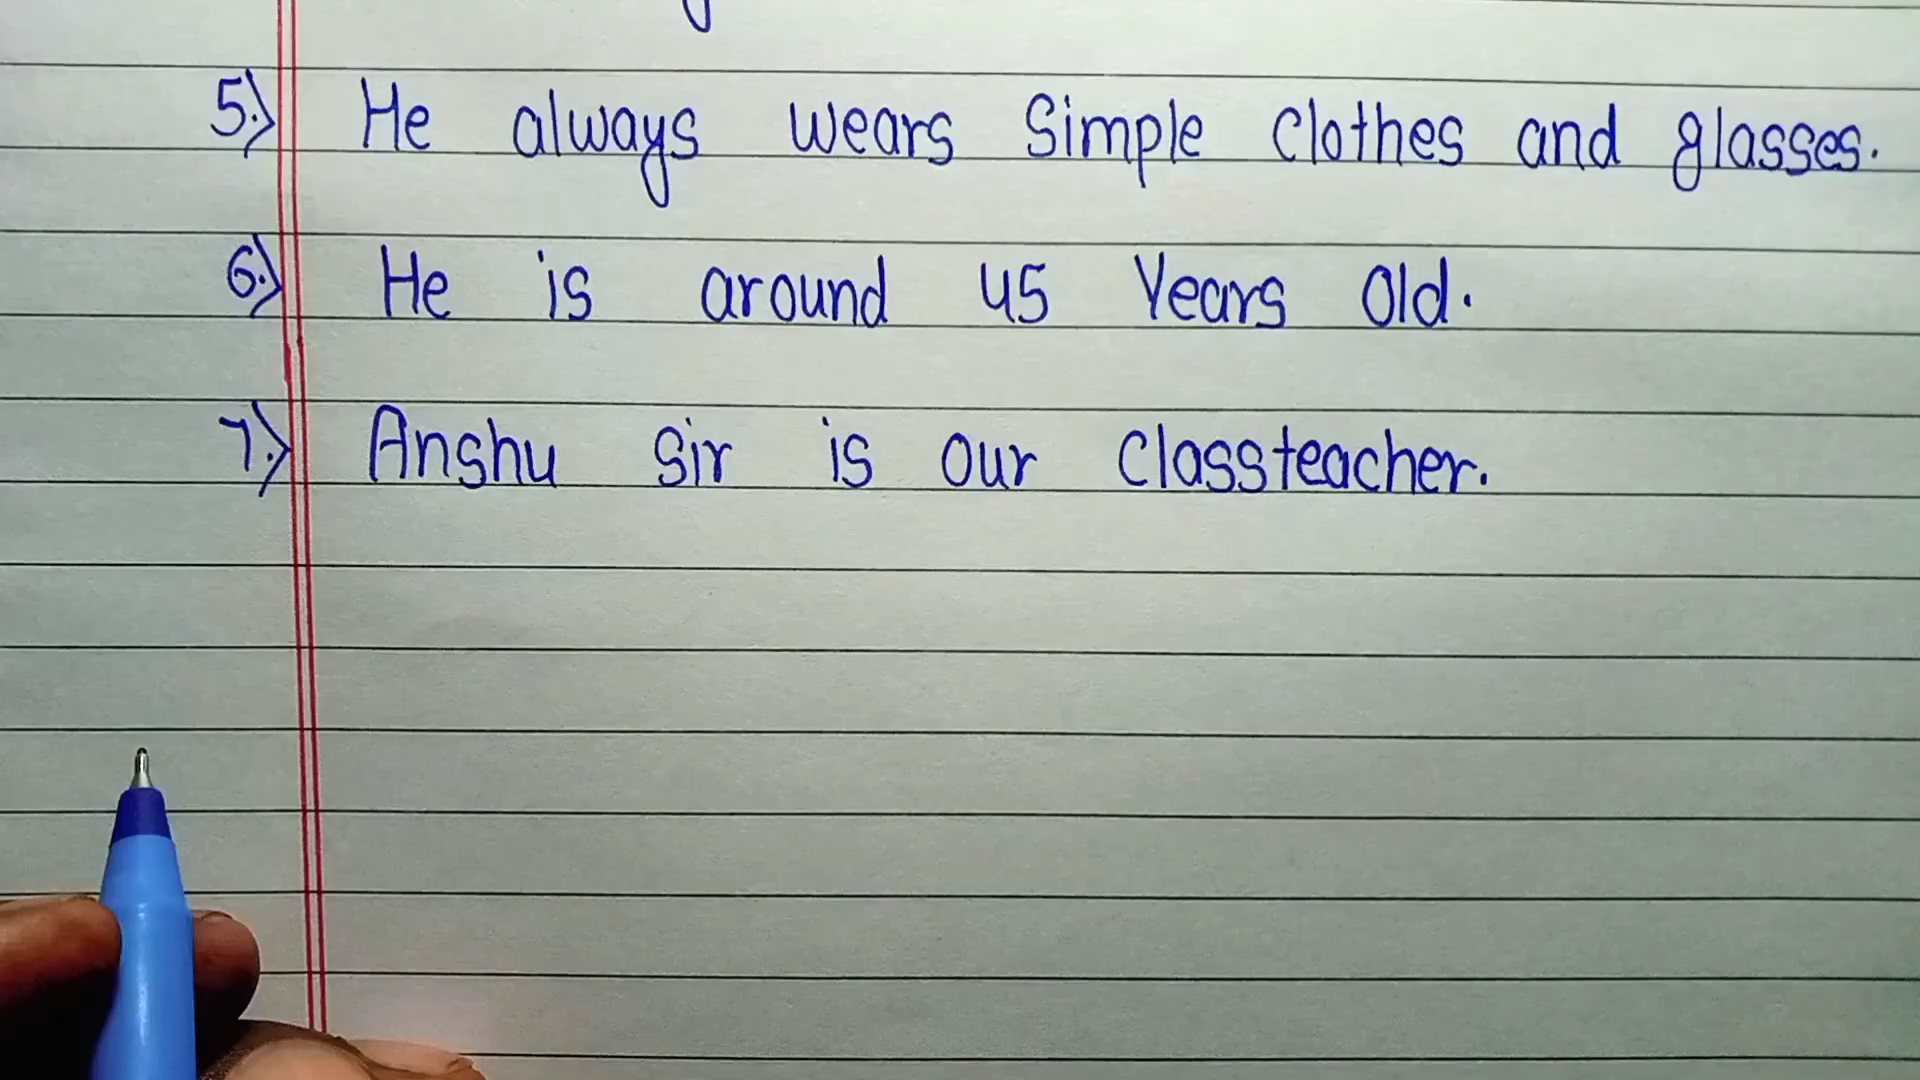 5.) He always wears Simple clothes and glasses.
6.) He is around 45 Years Old.
7.) Anshu Sir is our Classteacher.